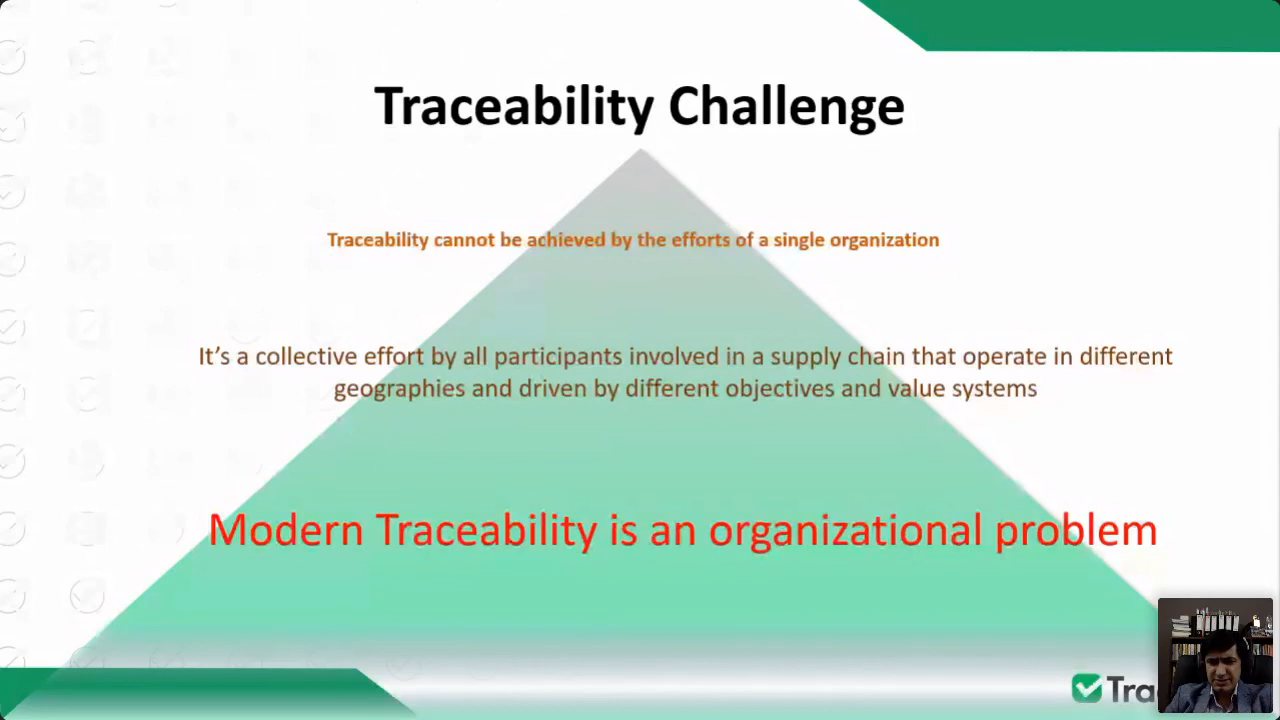 Traceability Challenge
Traceability cannot be achieved by the efforts of a single organization
It’s a collective effort by all participants involved in a supply chain that operate in different
geographies and driven by different objectives and value systems
Modern Traceability is an organizational problem